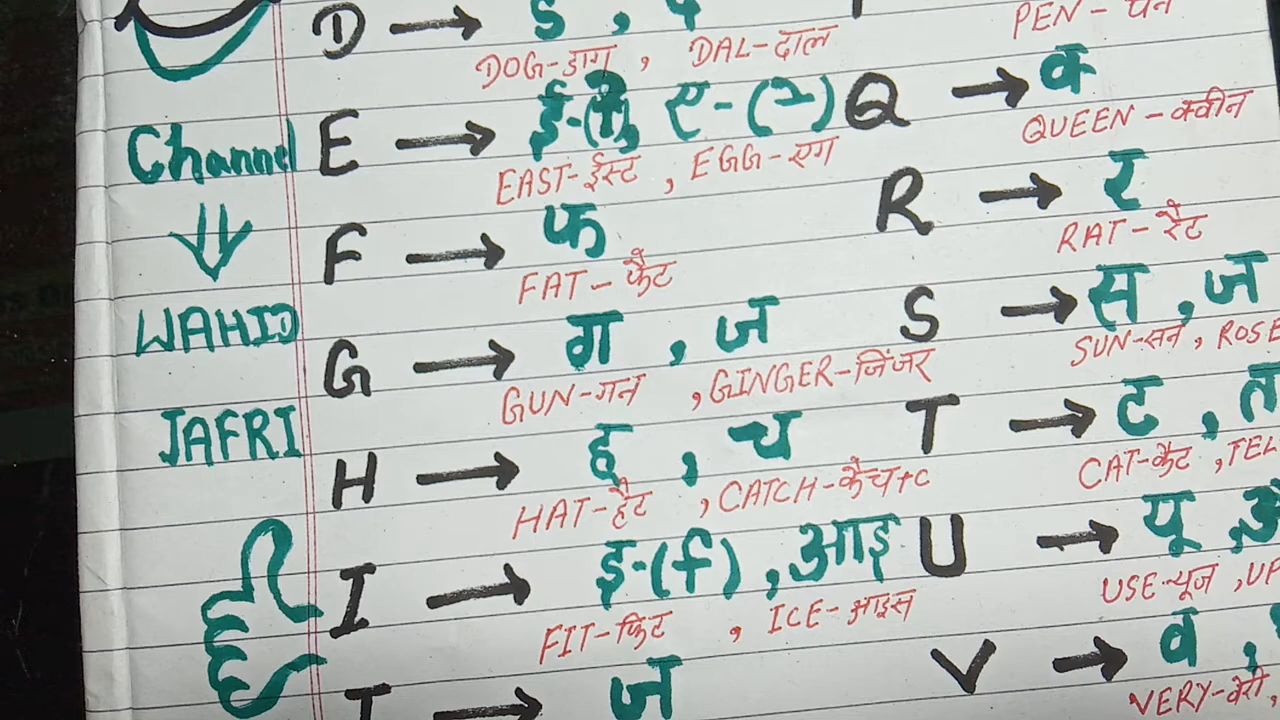 D → ड , द
DOG-डाग , DAL-दाल
PEN - पेन
Channel
E → ई-(ी), ए-(े)
EAST-ईस्ट , EGG-एग
Q → क
QUEEN - क्वीन
F → फ
FAT - फैट
R → र
RAT - रैट
WAHID
G → ग , ज
GUN-गन , GINGER-जिंजर
S → स , ज
SUN-सन , ROSE
JAFRI
H → ह , च
HAT-हैट , CATCH-कैच+c
T → ट , त
CAT-कैट , TEL
I → इ-(ि) , आइ
FIT-फिट , ICE-आइस
U → यू ,
USE-यूज , UP
J → ज
V → व ,
VERY-वेरी ,